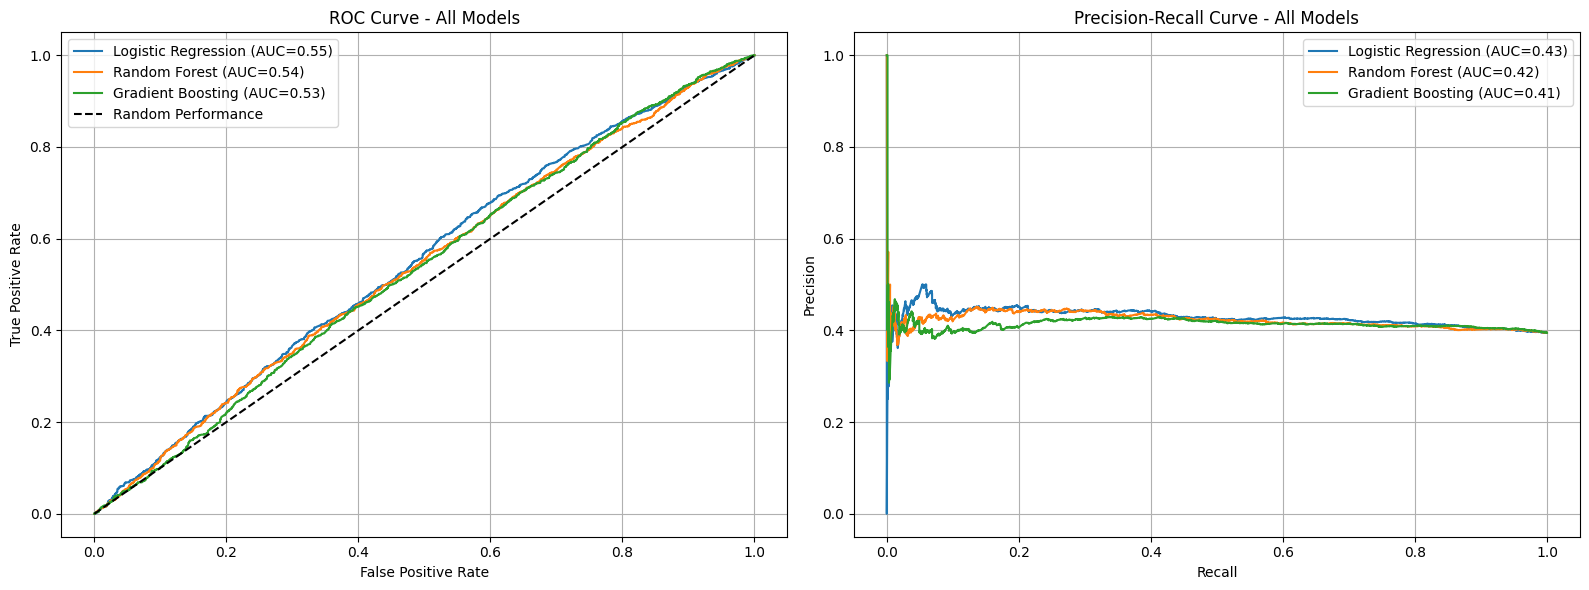 ROC Curve - All Models
Logistic Regression (AUC=0.55)
Random Forest (AUC=0.54)
Gradient Boosting (AUC=0.53)
Random Performance
True Positive Rate
1.0
0.8
0.6
0.4
0.2
0.0
0.0 0.2 0.4 0.6 0.8 1.0
False Positive Rate
Precision-Recall Curve - All Models
Logistic Regression (AUC=0.43)
Random Forest (AUC=0.42)
Gradient Boosting (AUC=0.41)
Precision
1.0
0.8
0.6
0.4
0.2
0.0
0.0 0.2 0.4 0.6 0.8 1.0
Recall